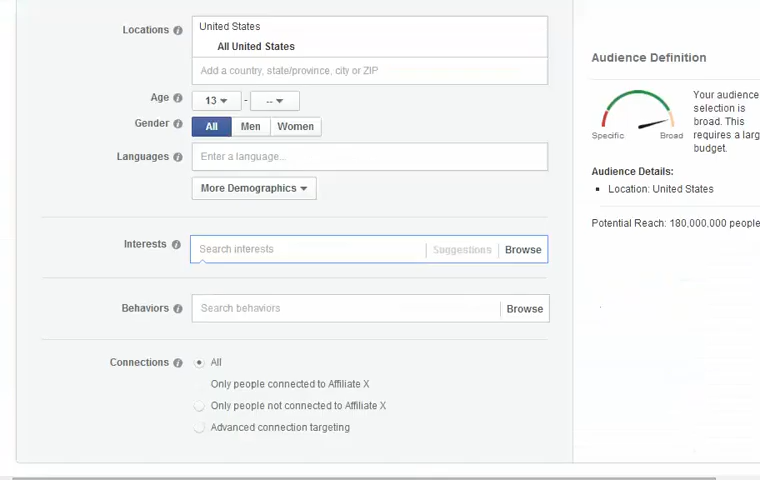 United States
Locations
All United States
Add a country, state/province, city or ZIP
Age 13 - --
Gender All Men Women
Languages Enter a language...
More Demographics
Interests Search interests Suggestions Browse
Behaviors Search behaviors Browse
Connections All
Only people connected to Affiliate X
Only people not connected to Affiliate X
Advanced connection targeting
Audience Definition
Specific Broad
Your audience
selection is
broad. This
requires a larg
budget.
Audience Details:
Location: United States
Potential Reach: 180,000,000 people